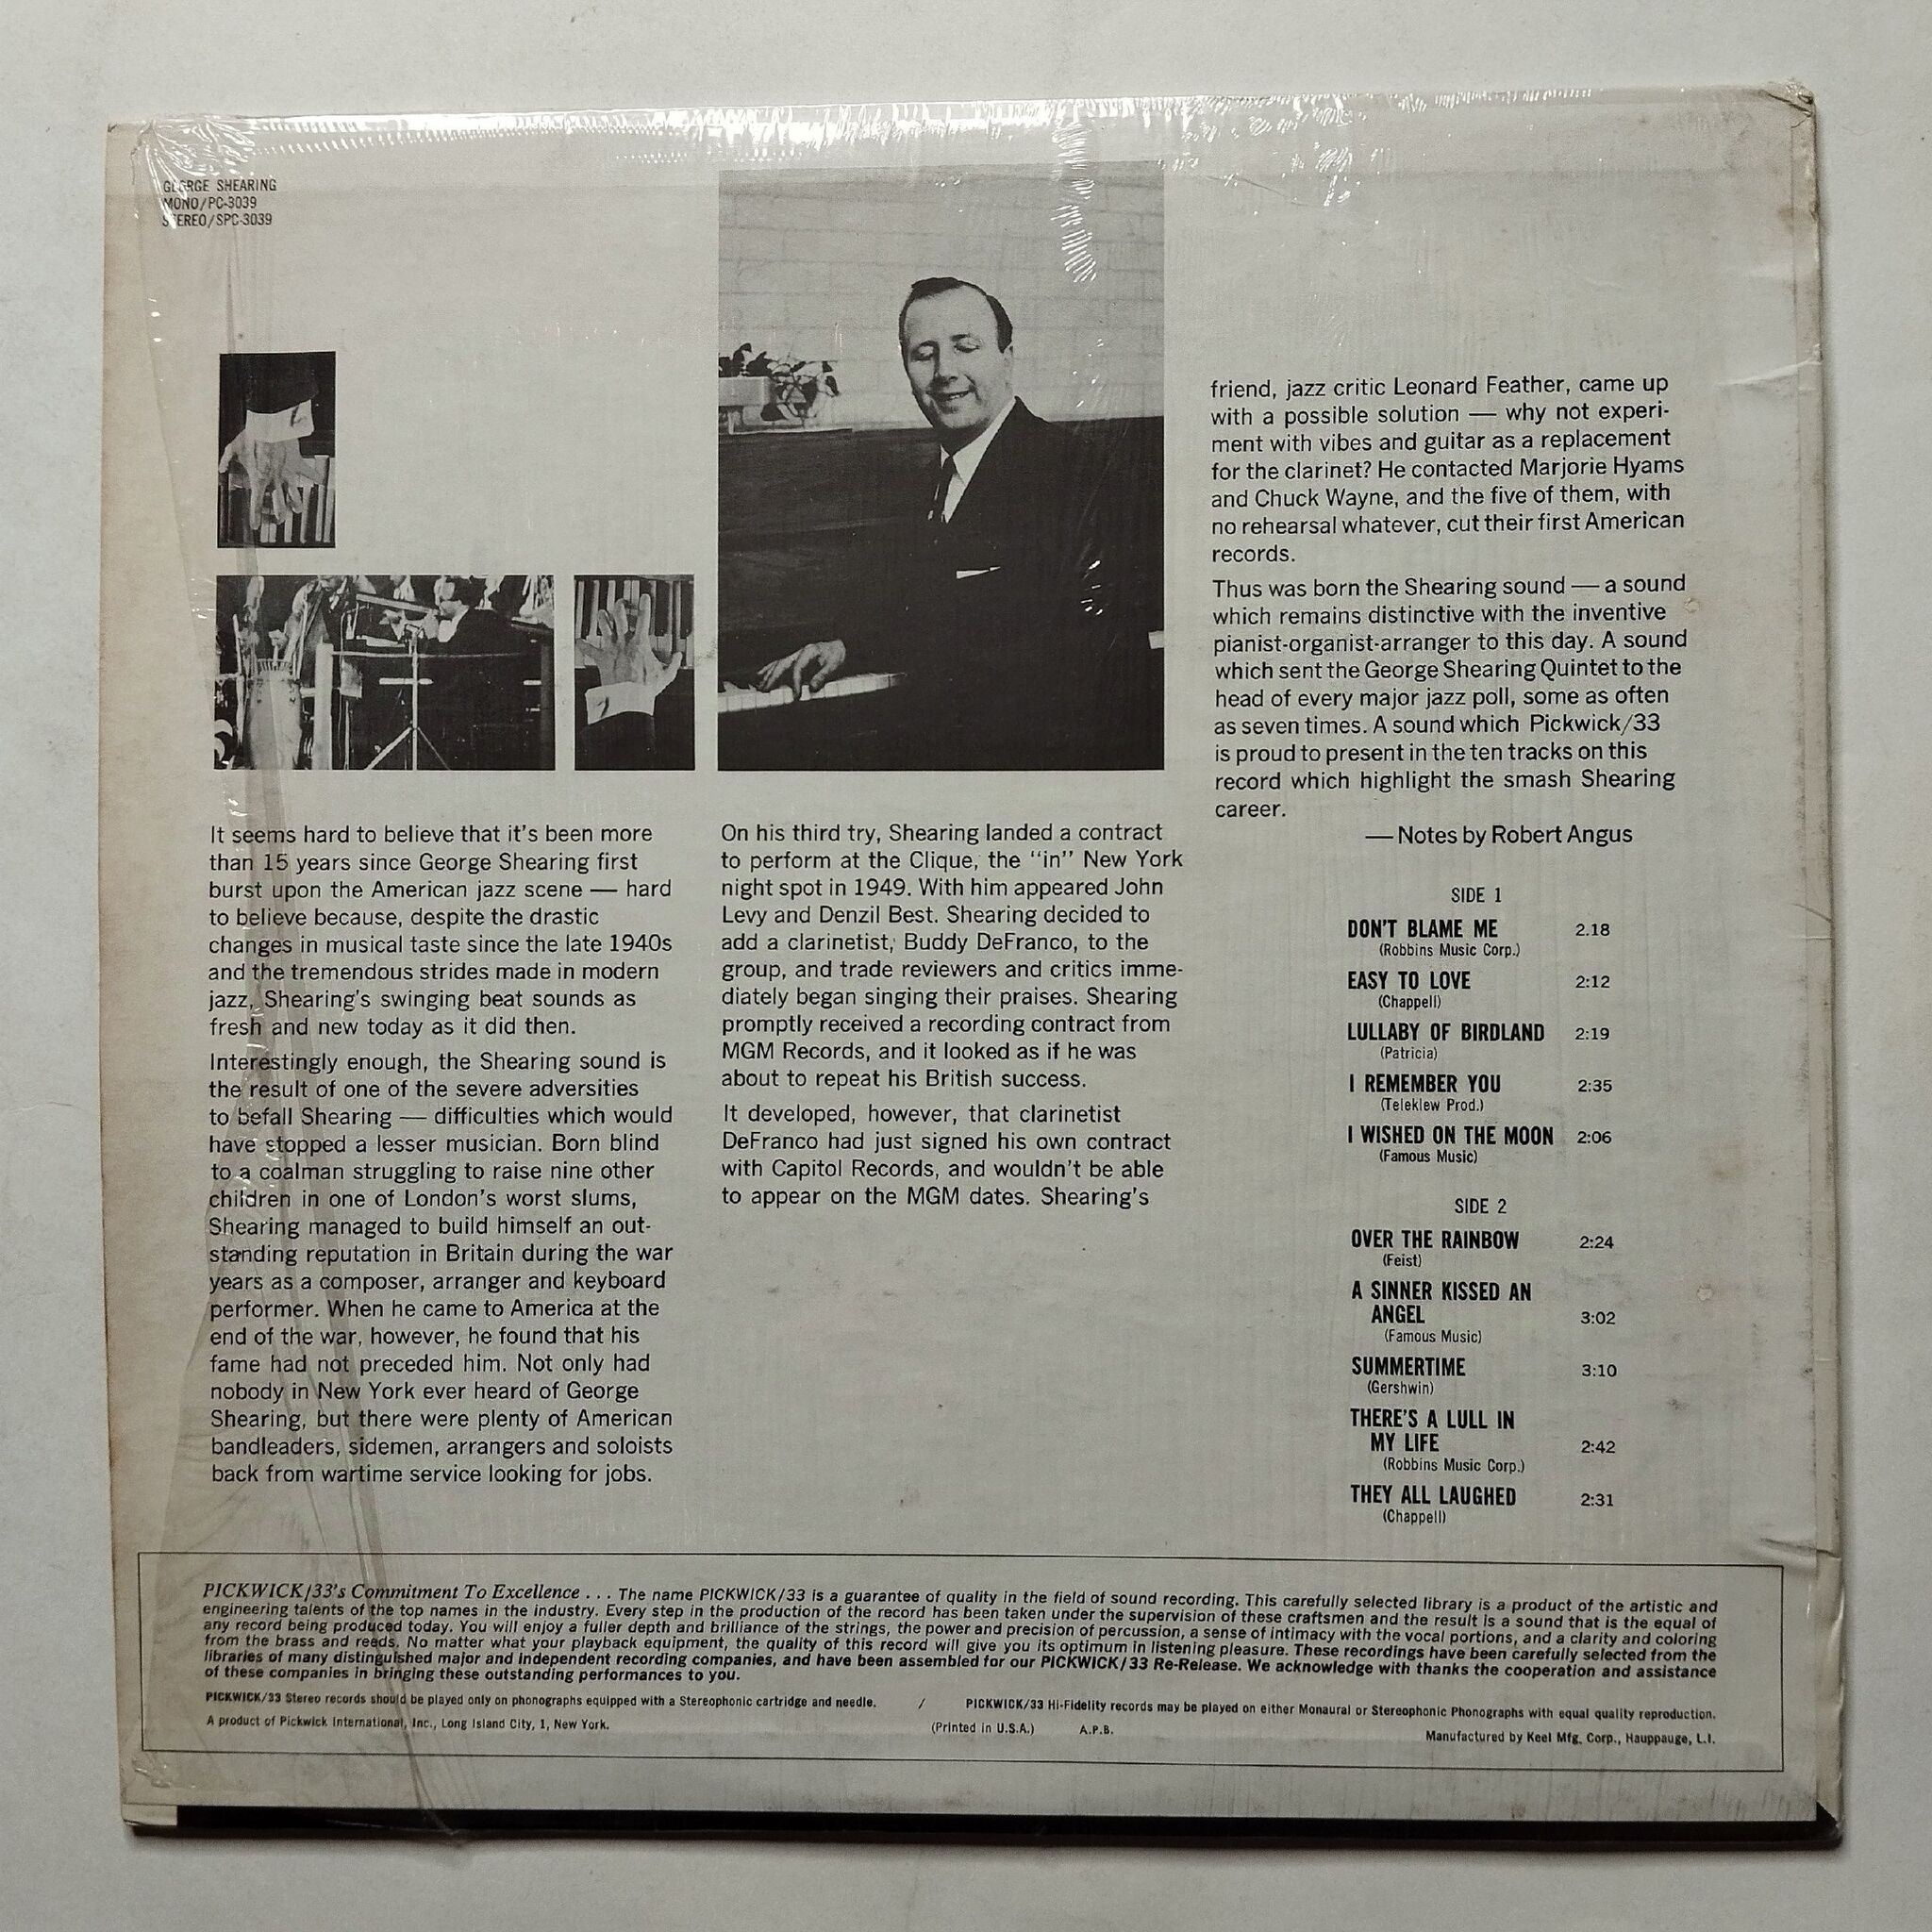 GEORGE SHEARING
MONO/PC-3039
STEREO/SPC-3039
It seems hard to believe that it's been more
than 15 years since George Shearing first
burst upon the American jazz scene — hard
to believe because, despite the drastic
changes in musical taste since the late 1940s
and the tremendous strides made in modern
jazz, Shearing's swinging beat sounds as
fresh and new today as it did then.
Interestingly enough, the Shearing sound is
the result of one of the severe adversities
to befall Shearing — difficulties which would
have stopped a lesser musician. Born blind
to a coalman struggling to raise nine other
children in one of London's worst slums,
Shearing managed to build himself an out-
standing reputation in Britain during the war
years as a composer, arranger and keyboard
performer. When he came to America at the
end of the war, however, he found that his
fame had not preceded him. Not only had
nobody in New York ever heard of George
Shearing, but there were plenty of American
bandleaders, sidemen, arrangers and soloists
back from wartime service looking for jobs.
On his third try, Shearing landed a contract
to perform at the Clique, the "in" New York
night spot in 1949. With him appeared John
Levy and Denzil Best. Shearing decided to
add a clarinetist, Buddy DeFranco, to the
group, and trade reviewers and critics imme-
diately began singing their praises. Shearing
promptly received a recording contract from
MGM Records, and it looked as if he was
about to repeat his British success.
It developed, however, that clarinetist
DeFranco had just signed his own contract
with Capitol Records, and wouldn't be able
to appear on the MGM dates. Shearing's
friend, jazz critic Leonard Feather, came up
with a possible solution — why not experi-
ment with vibes and guitar as a replacement
for the clarinet? He contacted Marjorie Hyams
and Chuck Wayne, and the five of them, with
no rehearsal whatever, cut their first American
records.
Thus was born the Shearing sound — a sound
which remains distinctive with the inventive
pianist-organist-arranger to this day. A sound
which sent the George Shearing Quintet to the
head of every major jazz poll, some as often
as seven times. A sound which Pickwick/33
is proud to present in the ten tracks on this
record which highlight the smash Shearing
career.
— Notes by Robert Angus
SIDE 1
DON'T BLAME ME 2.18
(Robbins Music Corp.)
EASY TO LOVE 2:12
(Chappell)
LULLABY OF BIRDLAND 2:19
(Patricia)
I REMEMBER YOU 2:35
(Teleklew Prod.)
I WISHED ON THE MOON 2:06
(Famous Music)
SIDE 2
OVER THE RAINBOW 2:24
(Feist)
A SINNER KISSED AN
ANGEL 3:02
(Famous Music)
SUMMERTIME 3:10
(Gershwin)
THERE'S A LULL IN
MY LIFE 2:42
(Robbins Music Corp.)
THEY ALL LAUGHED 2:31
(Chappell)
PICKWICK/33's Commitment To Excellence . . . The name PICKWICK/33 is a guarantee of quality in the field of sound recording. This carefully selected library is a product of the artistic and
engineering talents of the top names in the industry. Every step in the production of the record has been taken under the supervision of these craftsmen and the result is a sound that is the equal of
any record being produced today. You will enjoy a fuller depth and brilliance of the strings, the power and precision of percussion, a sense of intimacy with the vocal portions, and a clarity and coloring
from the brass and reeds. No matter what your playback equipment, the quality of this record will give you its optimum in listening pleasure. These recordings have been carefully selected from the
libraries of many distinguished major and independent recording companies, and have been assembled for our PICKWICK/33 Re-Release. We acknowledge with thanks the cooperation and assistance
of these companies in bringing these outstanding performances to you.
PICKWICK/33 Stereo records should be played only on phonographs equipped with a Stereophonic cartridge and needle. / PICKWICK/33 Hi-Fidelity records may be played on either Monaural or Stereophonic Phonographs with equal quality reproduction.
A product of Pickwick International, Inc., Long Island City, 1, New York. (Printed in U.S.A.) A.P.B.
Manufactured by Keel Mfg. Corp., Hauppauge, L.I.